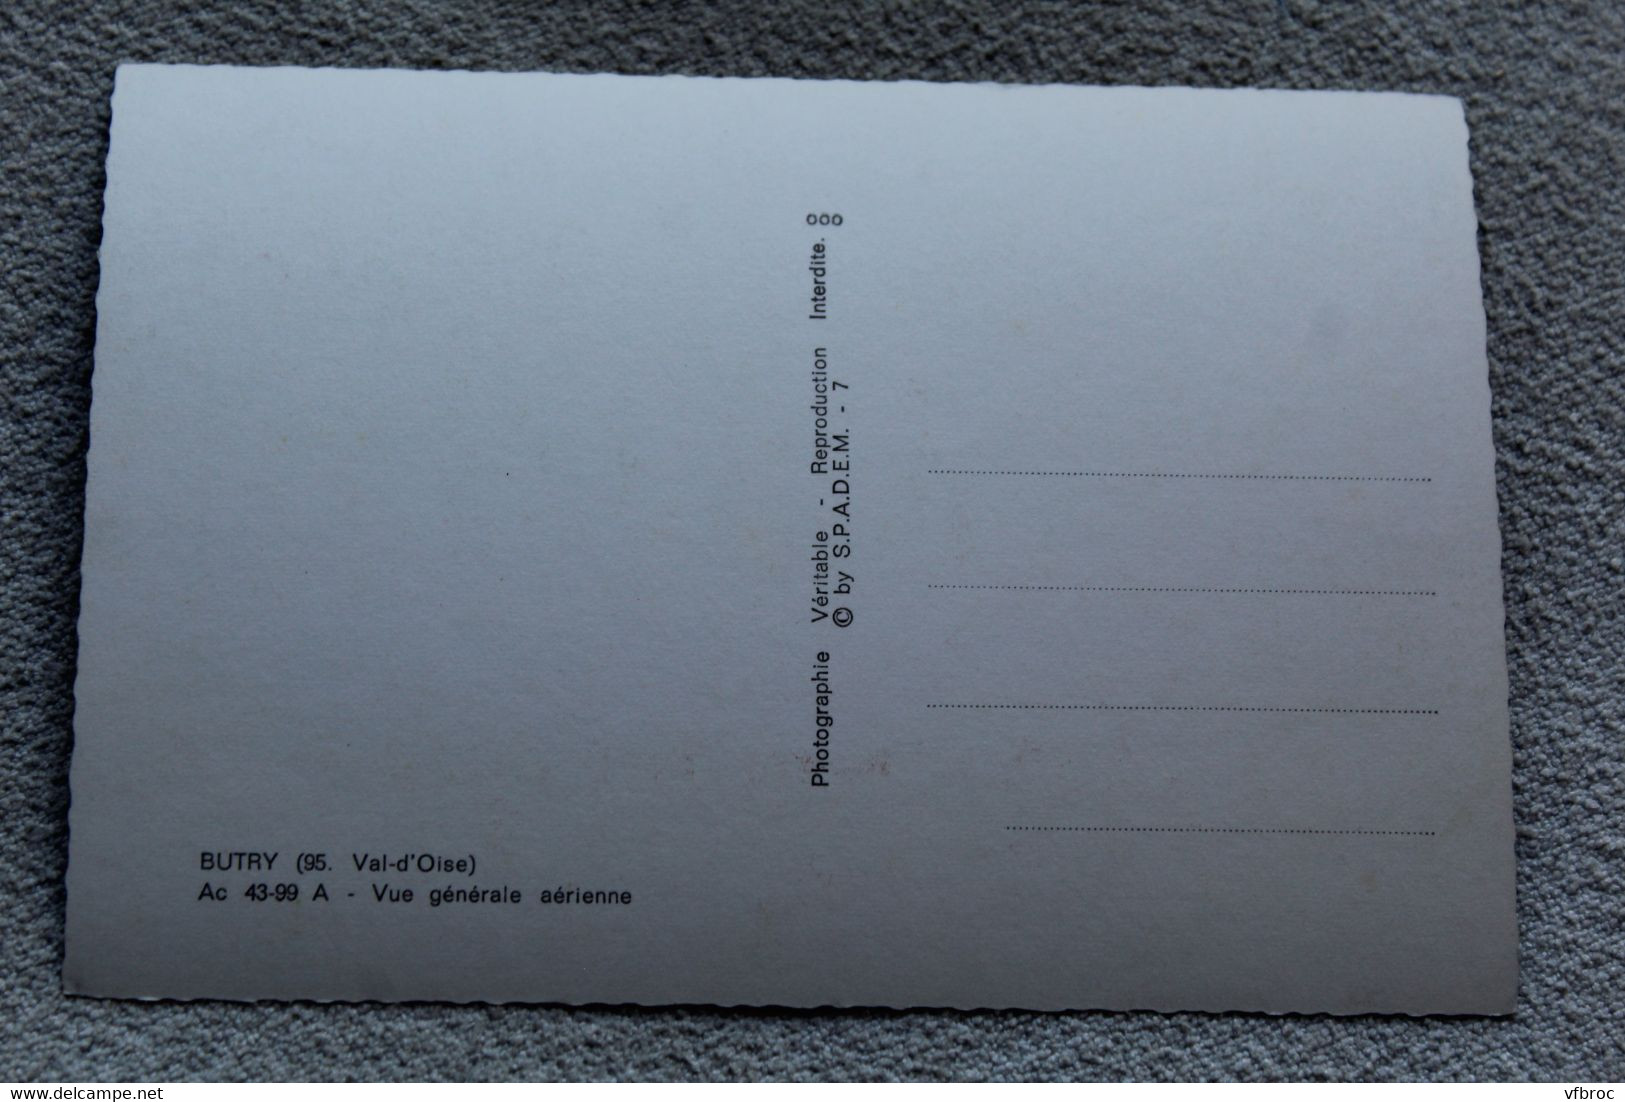 Photographie Véritable - Reproduction Interdite.
© by S.P.A.D.E.M. - 7
BUTRY (95. Val-d'Oise)
Ac 43-99 A - Vue générale aérienne
delcampe.net
vfbroc